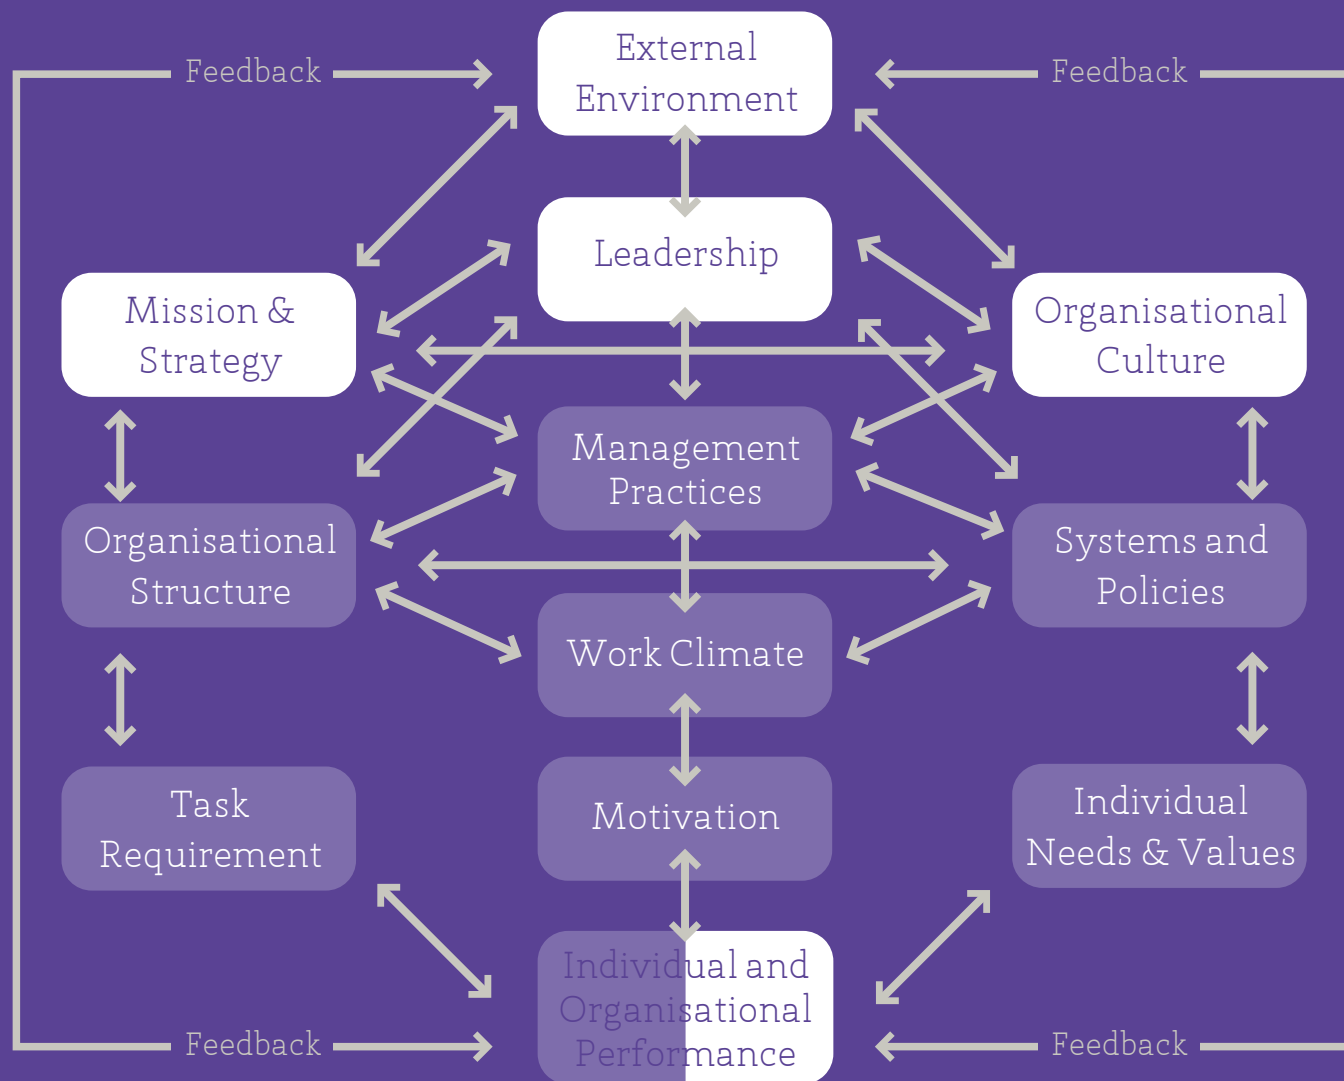 Feedback
External
Environment
Feedback
Leadership
Mission &
Strategy
Organisational
Culture
Management
Practices
Organisational
Structure
Systems and
Policies
Work Climate
Task
Requirement
Motivation
Individual
Needs & Values
Individual and
Organisational
Performance
Feedback
Feedback